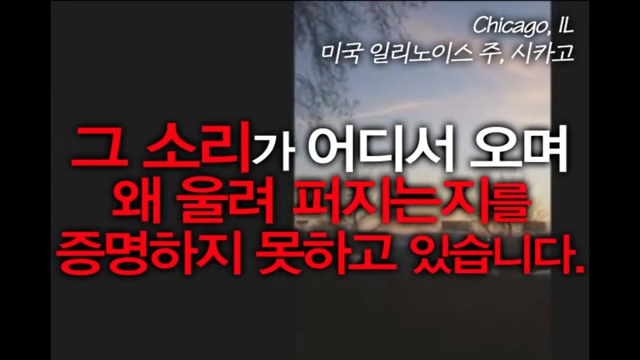 Chicago, IL
미국 일리노이스 주, 시카고
그 소리가 어디서 오며
왜 울려 퍼지는지를
증명하지 못하고 있습니다.